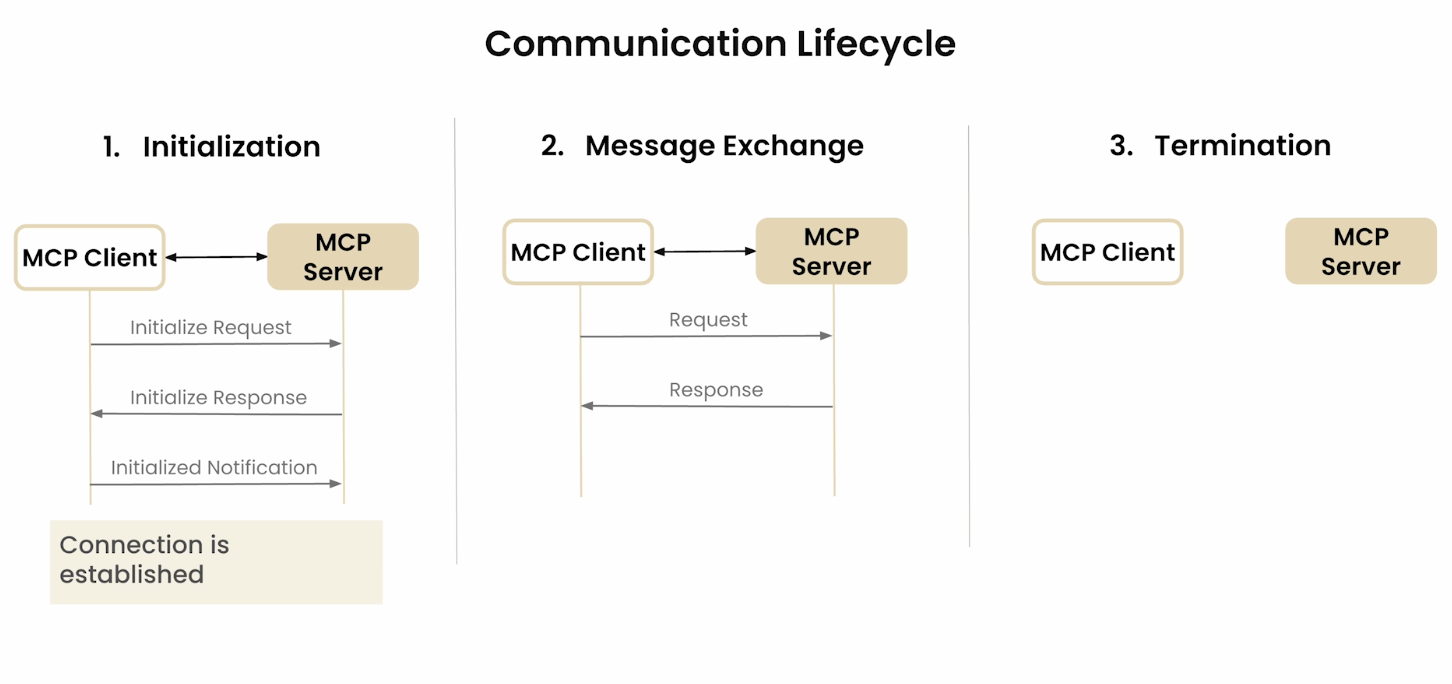 Communication Lifecycle
1. Initialization
MCP Client
MCP
Server
Initialize Request
Initialize Response
Initialized Notification
Connection is
established
2. Message Exchange
MCP Client
MCP
Server
Request
Response
3. Termination
MCP Client
MCP
Server